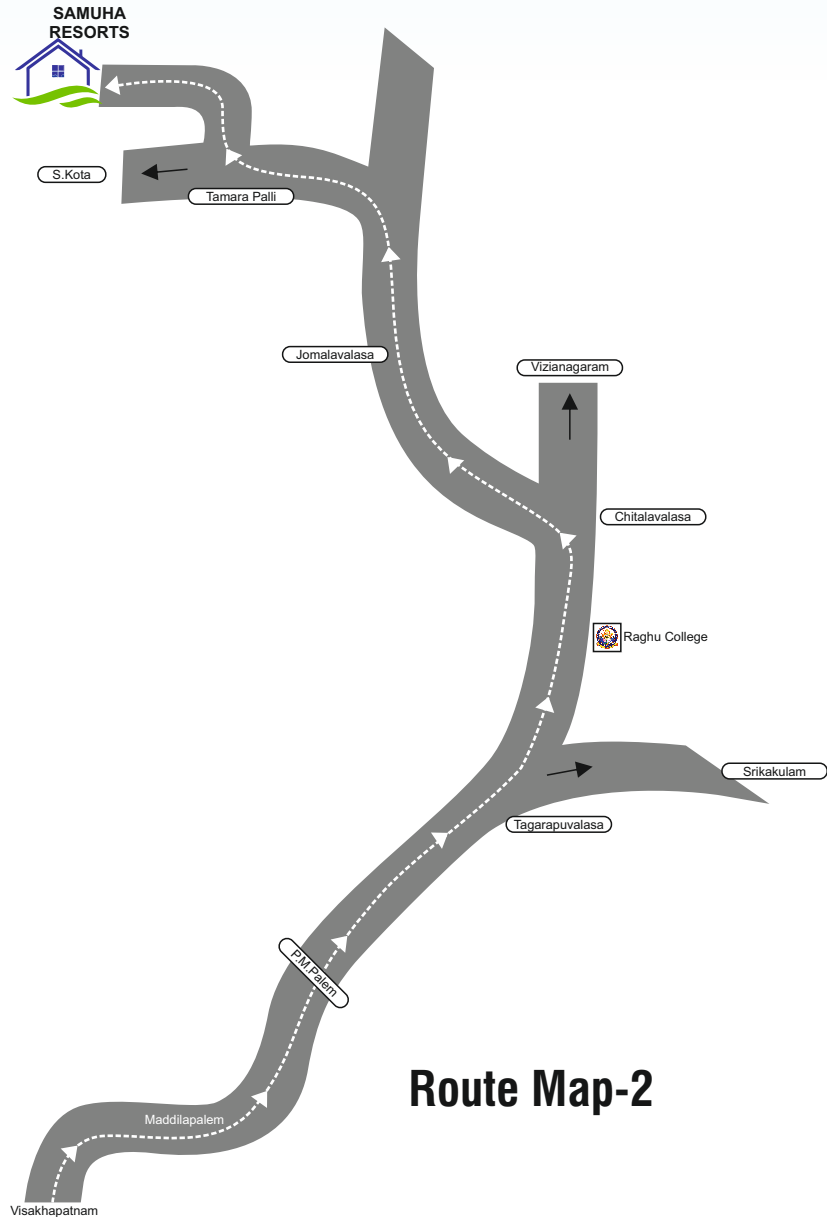 SAMUHA
RESORTS
S.Kota
Tamara Palli
Jomalavalasa
Vizianagaram
Chitalavalasa
Raghu College
Srikakulam
Tagarapuvalasa
P.M.Palem
Route Map-2
Maddilapalem
Visakhapatnam